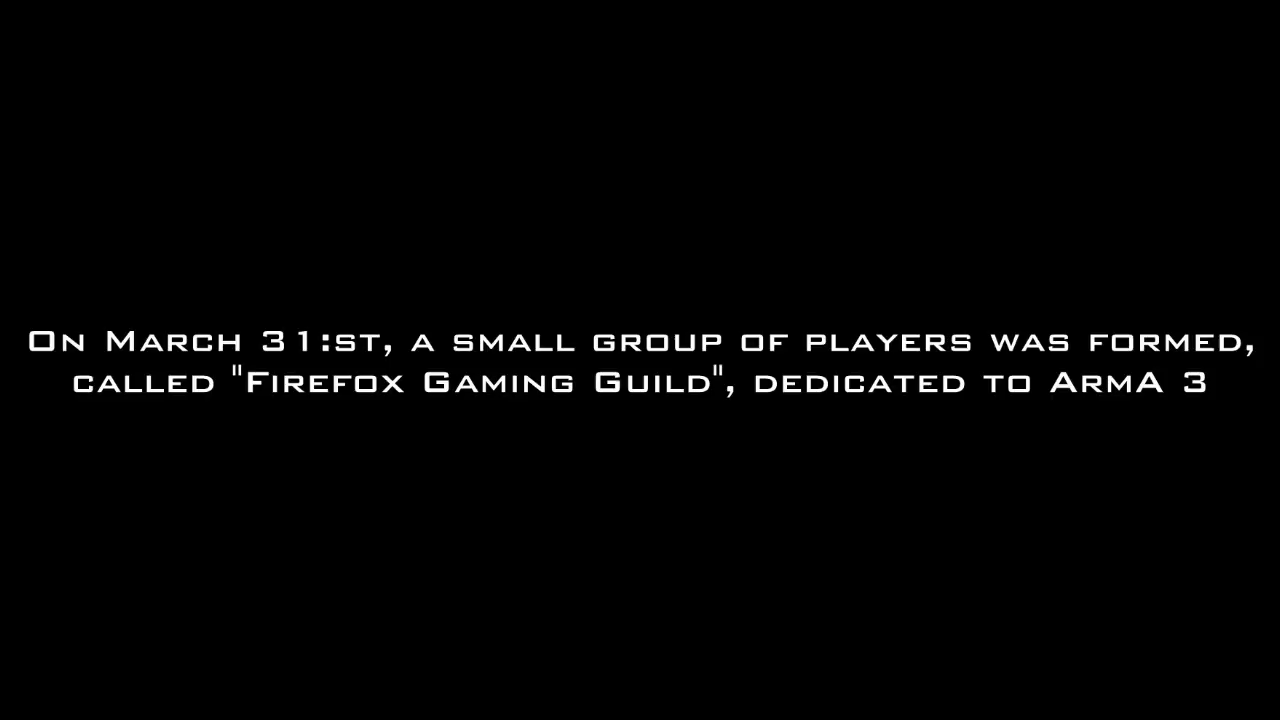 On March 31:st, a small group of players was formed,
called "Firefox Gaming Guild", dedicated to ArmA 3